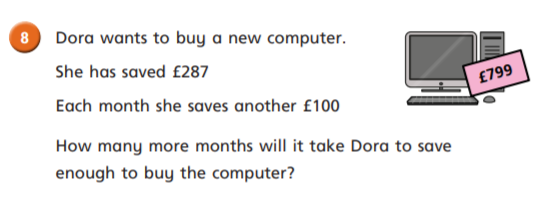 8 Dora wants to buy a new computer.
£799
She has saved £287
Each month she saves another £100
How many more months will it take Dora to save
enough to buy the computer?